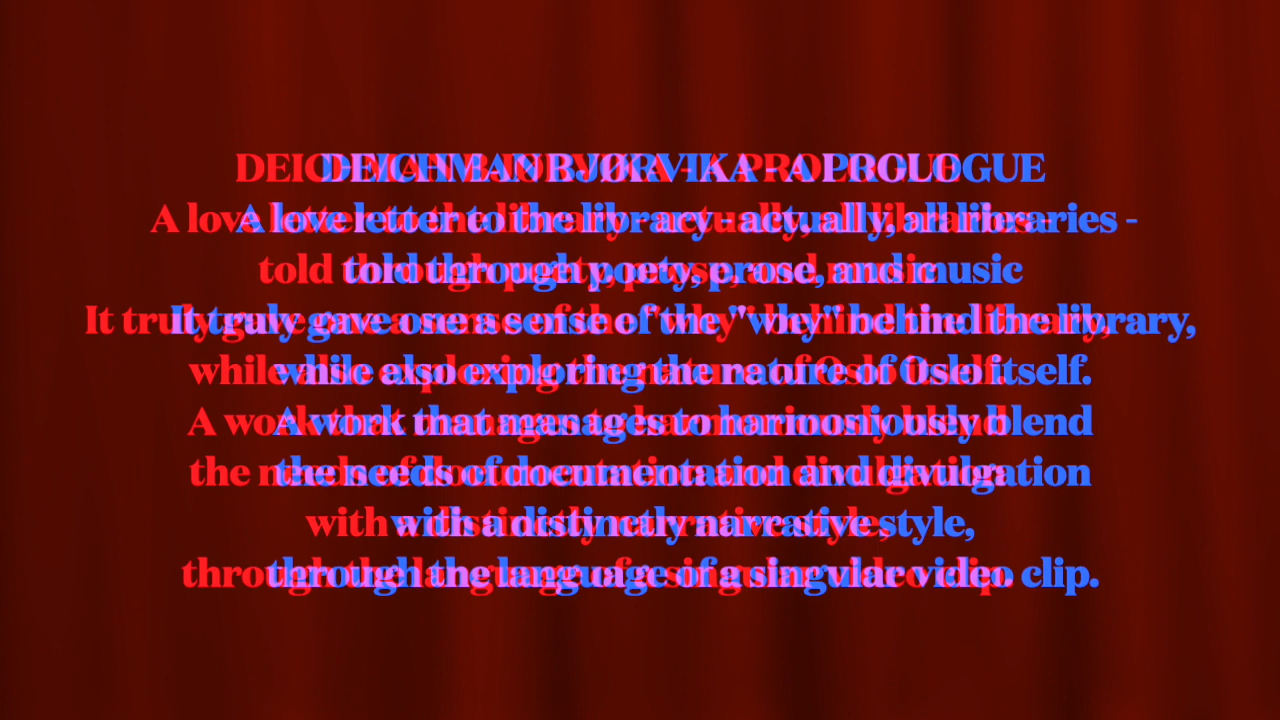 DEICHMAN BJØRVIKA - A PROLOGUE
A love letter to the library - actually, all libraries -
told through poety, prose, and music
It truly gave one a sense of the "why" behind the library,
while also exploring the nature of Oslo itself.
A work that manages to harmoniously blend
the needs of documentation and divulgation
with a distinctly narrative style,
through the language of a singular video clip.